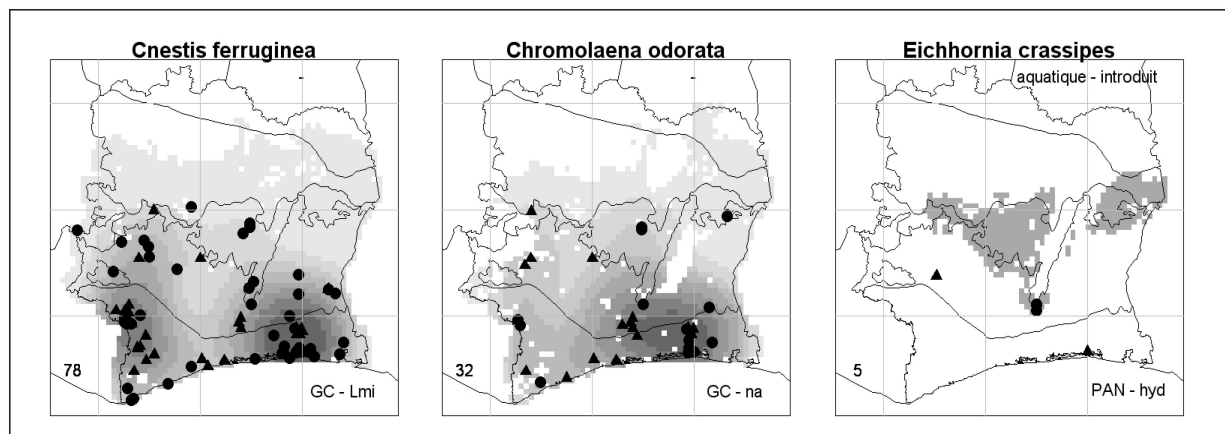 Cnestis ferruginea
78
GC - Lmi
Chromolaena odorata
32
GC - na
Eichhornia crassipes
aquatique - introduit
5
PAN - hyd